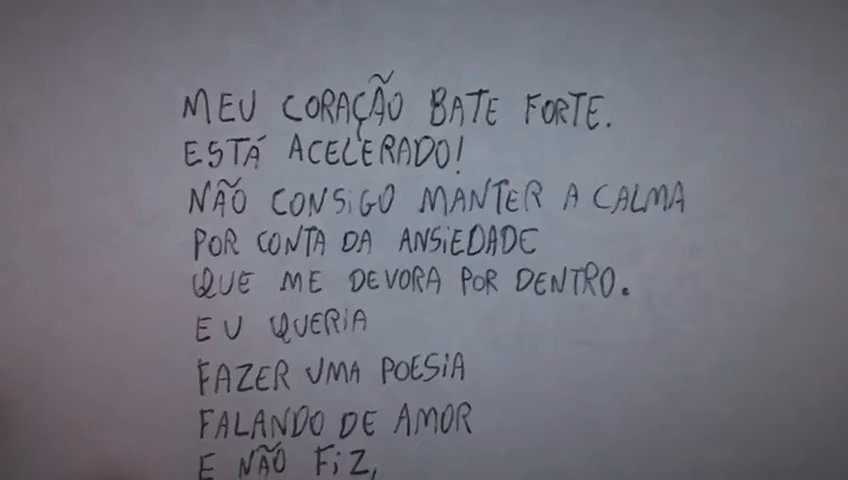 MEU CORAÇÃO BATE FORTE.
ESTÁ ACELERADO!
NÃO CONSiGO MANTER A CALMA
POR CONTA DA ANSiEDADE
QUE ME DEVORA POR DENTRO.
EU QUERiA
FAZER UMA POESiA
FALANDO DE AMOR
E NÃO FiZ,